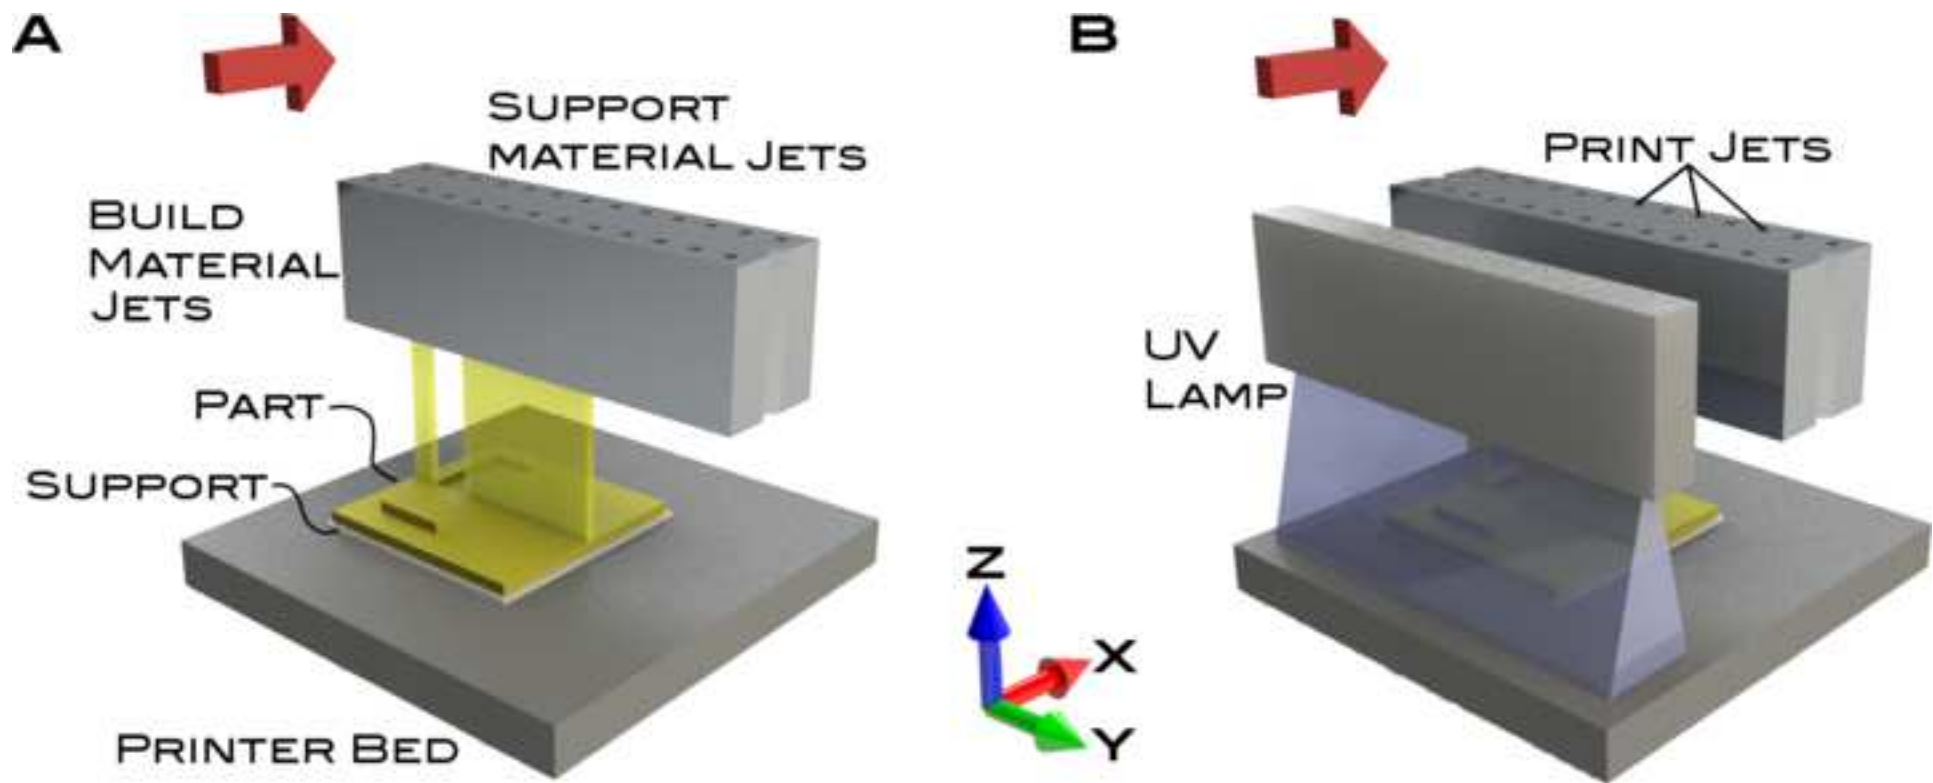 A
SUPPORT
MATERIAL JETS
BUILD
MATERIAL
JETS
PART
SUPPORT
PRINTER BED
B
PRINT JETS
UV
LAMP
Z
X
Y